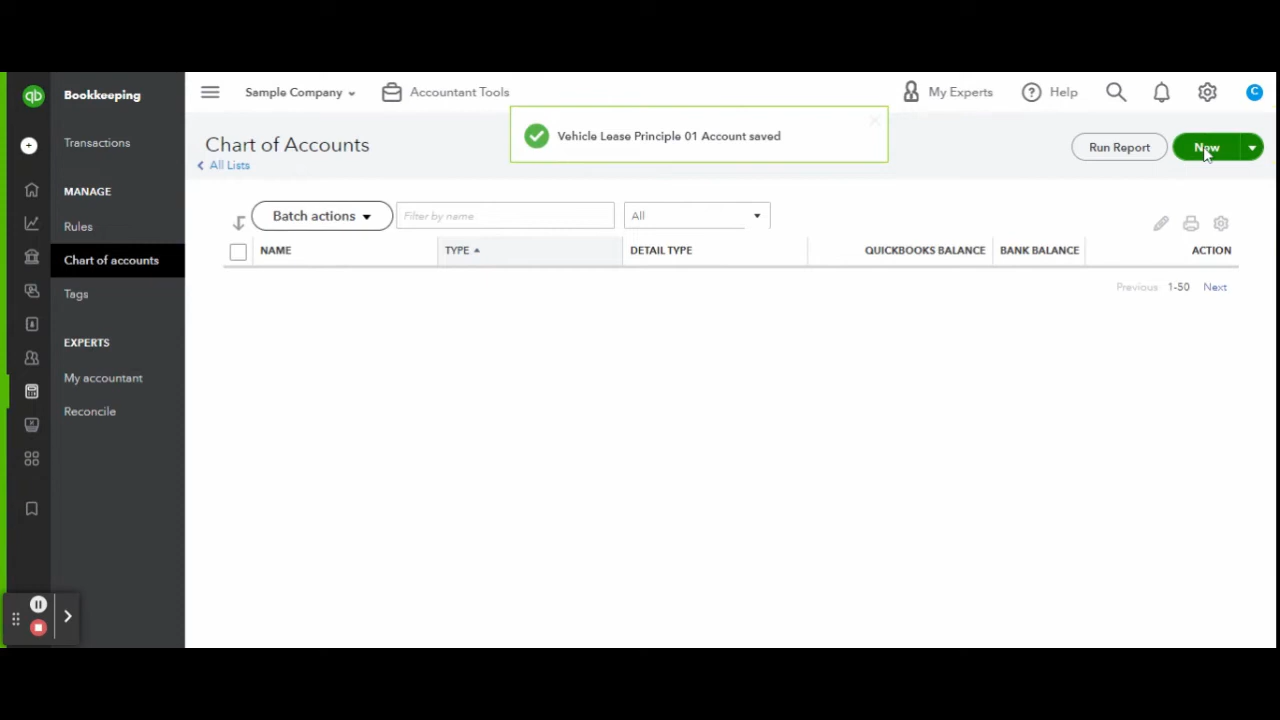 qb
Bookkeeping
Sample Company
Accountant Tools
My Experts
Help
C
Vehicle Lease Principle 01 Account saved
Transactions
Chart of Accounts
All Lists
Run Report
New
MANAGE
Rules
Batch actions
Filter by name
All
Chart of accounts
NAME
TYPE
DETAIL TYPE
QUICKBOOKS BALANCE
BANK BALANCE
ACTION
Tags
Previous 1-50 Next
EXPERTS
My accountant
Reconcile